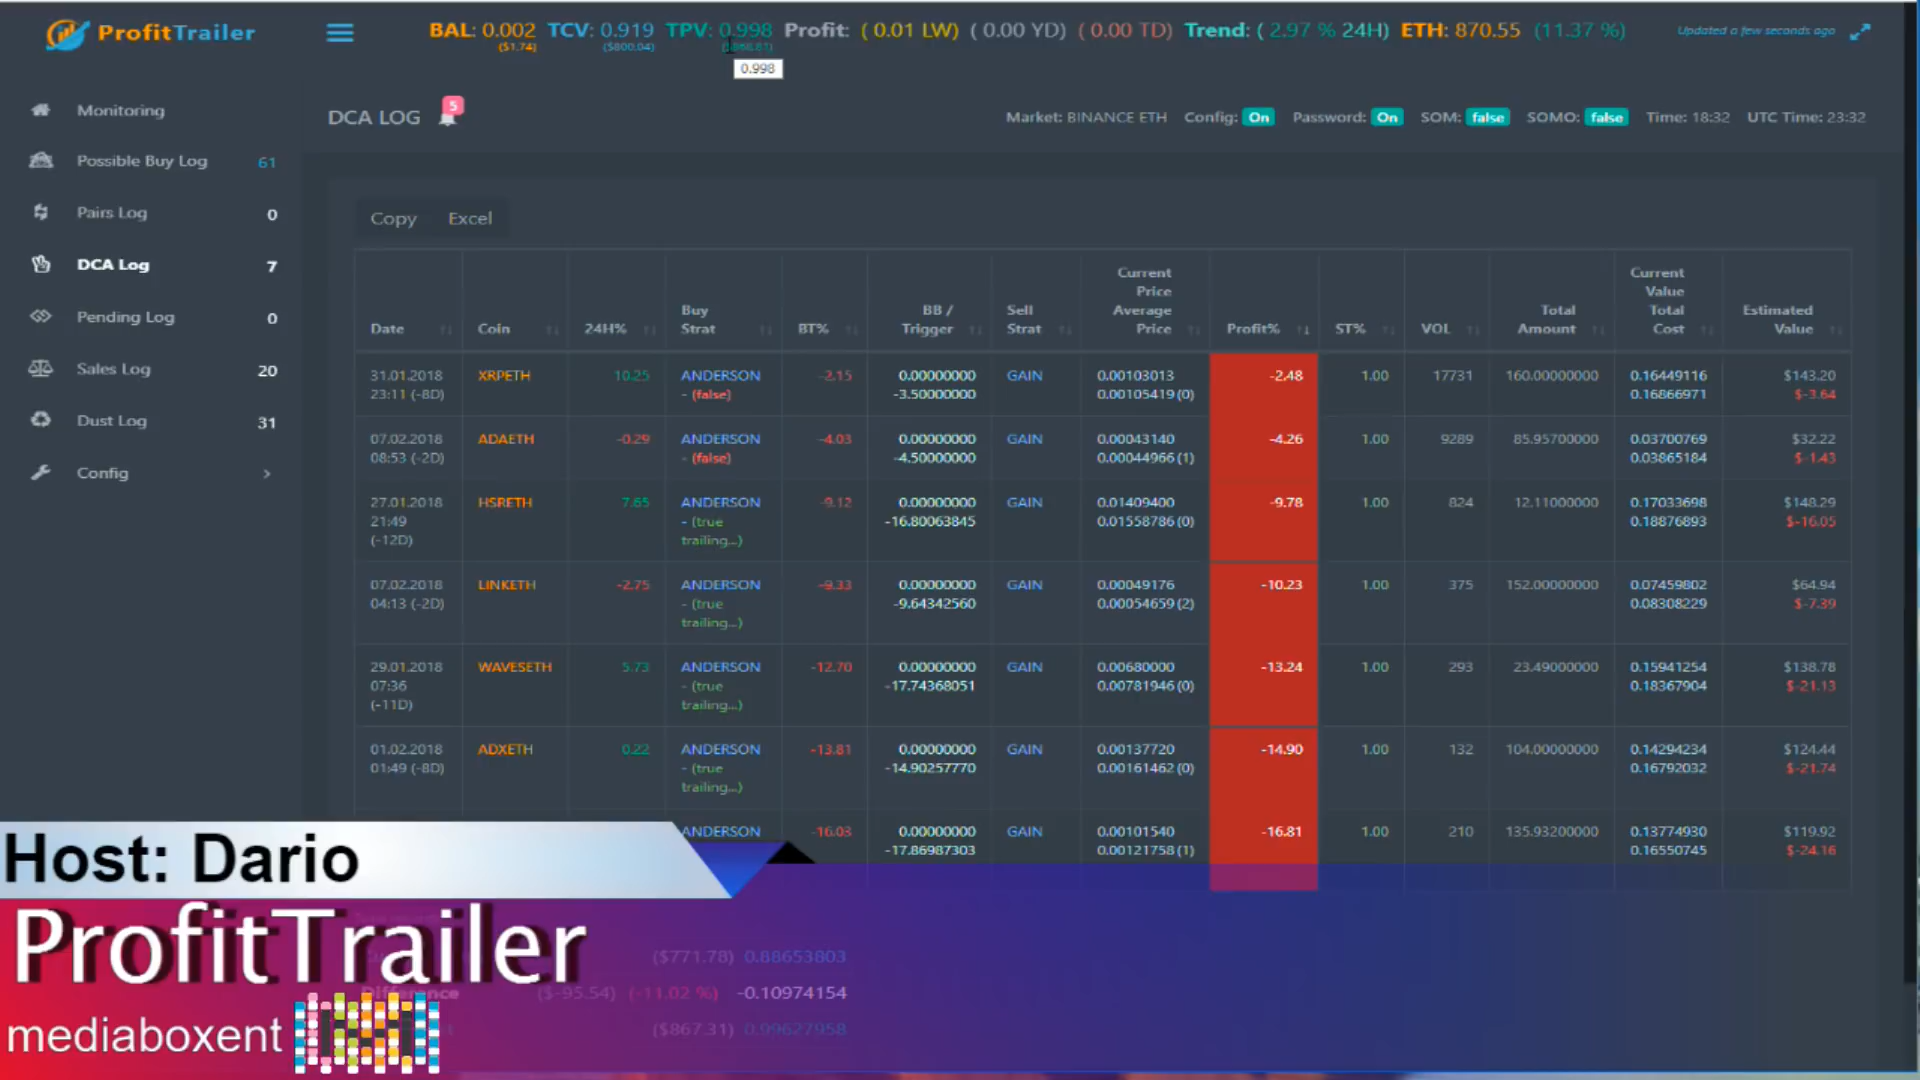 ProfitTrailer
BAL: 0.002 TCV: 0.919 TPV: 0.998 Profit: ( 0.01 LW) ( 0.00 YD) ( 0.00 TD) Trend: ( 2.97 % 24H) ETH: 870.55 (11.37 %) Updated a few seconds ago
($1.74) ($800.04)
0.998
DCA LOG 5 Market: BINANCE ETH Config: On Password: On SOM: false SOMO: false Time: 18:32 UTC Time: 23:32
Monitoring
Possible Buy Log 61
Pairs Log 0
DCA Log 7
Pending Log 0
Sales Log 20
Dust Log 31
Config
Copy Excel
Date Coin 24H% Buy Strat BT% BB / Trigger Sell Strat Current Price Average Price Profit% ST% VOL Total Amount Current Value Total Cost Estimated Value
31.01.2018 XRPETH 10.25 ANDERSON -2.15 0.00000000 GAIN 0.00103013 -2.48 1.00 17731 160.00000000 0.16449116 $143.20
23:11 (-8D) - (false) -3.50000000 0.00105419 (0) 0.16866971 $-3.64
07.02.2018 ADAETH -0.29 ANDERSON -4.03 0.00000000 GAIN 0.00043140 -4.26 1.00 9289 85.95700000 0.03700769 $32.22
08:53 (-2D) - (false) -4.50000000 0.00044966 (1) 0.03865184 $-1.43
27.01.2018 HSRETH 7.65 ANDERSON -9.12 0.00000000 GAIN 0.01409400 -9.78 1.00 824 12.11000000 0.17033698 $148.29
21:49 - (true -16.80063845 0.01558786 (0) 0.18876893 $-16.05
(-12D) trailing...)
07.02.2018 LINKETH -2.75 ANDERSON -9.33 0.00000000 GAIN 0.00049176 -10.23 1.00 375 152.00000000 0.07459802 $64.94
04:13 (-2D) - (true -9.64342560 0.00054659 (2) 0.08308229 $-7.39
trailing...)
29.01.2018 WAVESETH 5.73 ANDERSON -12.70 0.00000000 GAIN 0.00680000 -13.24 1.00 293 23.49000000 0.15941254 $138.78
07:36 - (true -17.74368051 0.00781946 (0) 0.18367904 $-21.13
(-11D) trailing...)
01.02.2018 ADXETH 0.22 ANDERSON -13.81 0.00000000 GAIN 0.00137720 -14.90 1.00 132 104.00000000 0.14294234 $124.44
01:49 (-8D) - (true -14.90257770 0.00161462 (0) 0.16792032 $-21.74
trailing...)
ANDERSON -16.03 0.00000000 GAIN 0.00101540 -16.81 1.00 210 135.93200000 0.13774930 $119.92
-17.86987303 0.00121758 (1) 0.16550745 $-24.16
Host: Dario
ProfitTrailer
($771.78) 0.88653803
Difference ($-95.54) (-11.02 %) -0.10974154
mediaboxent
($867.31) 0.99627958